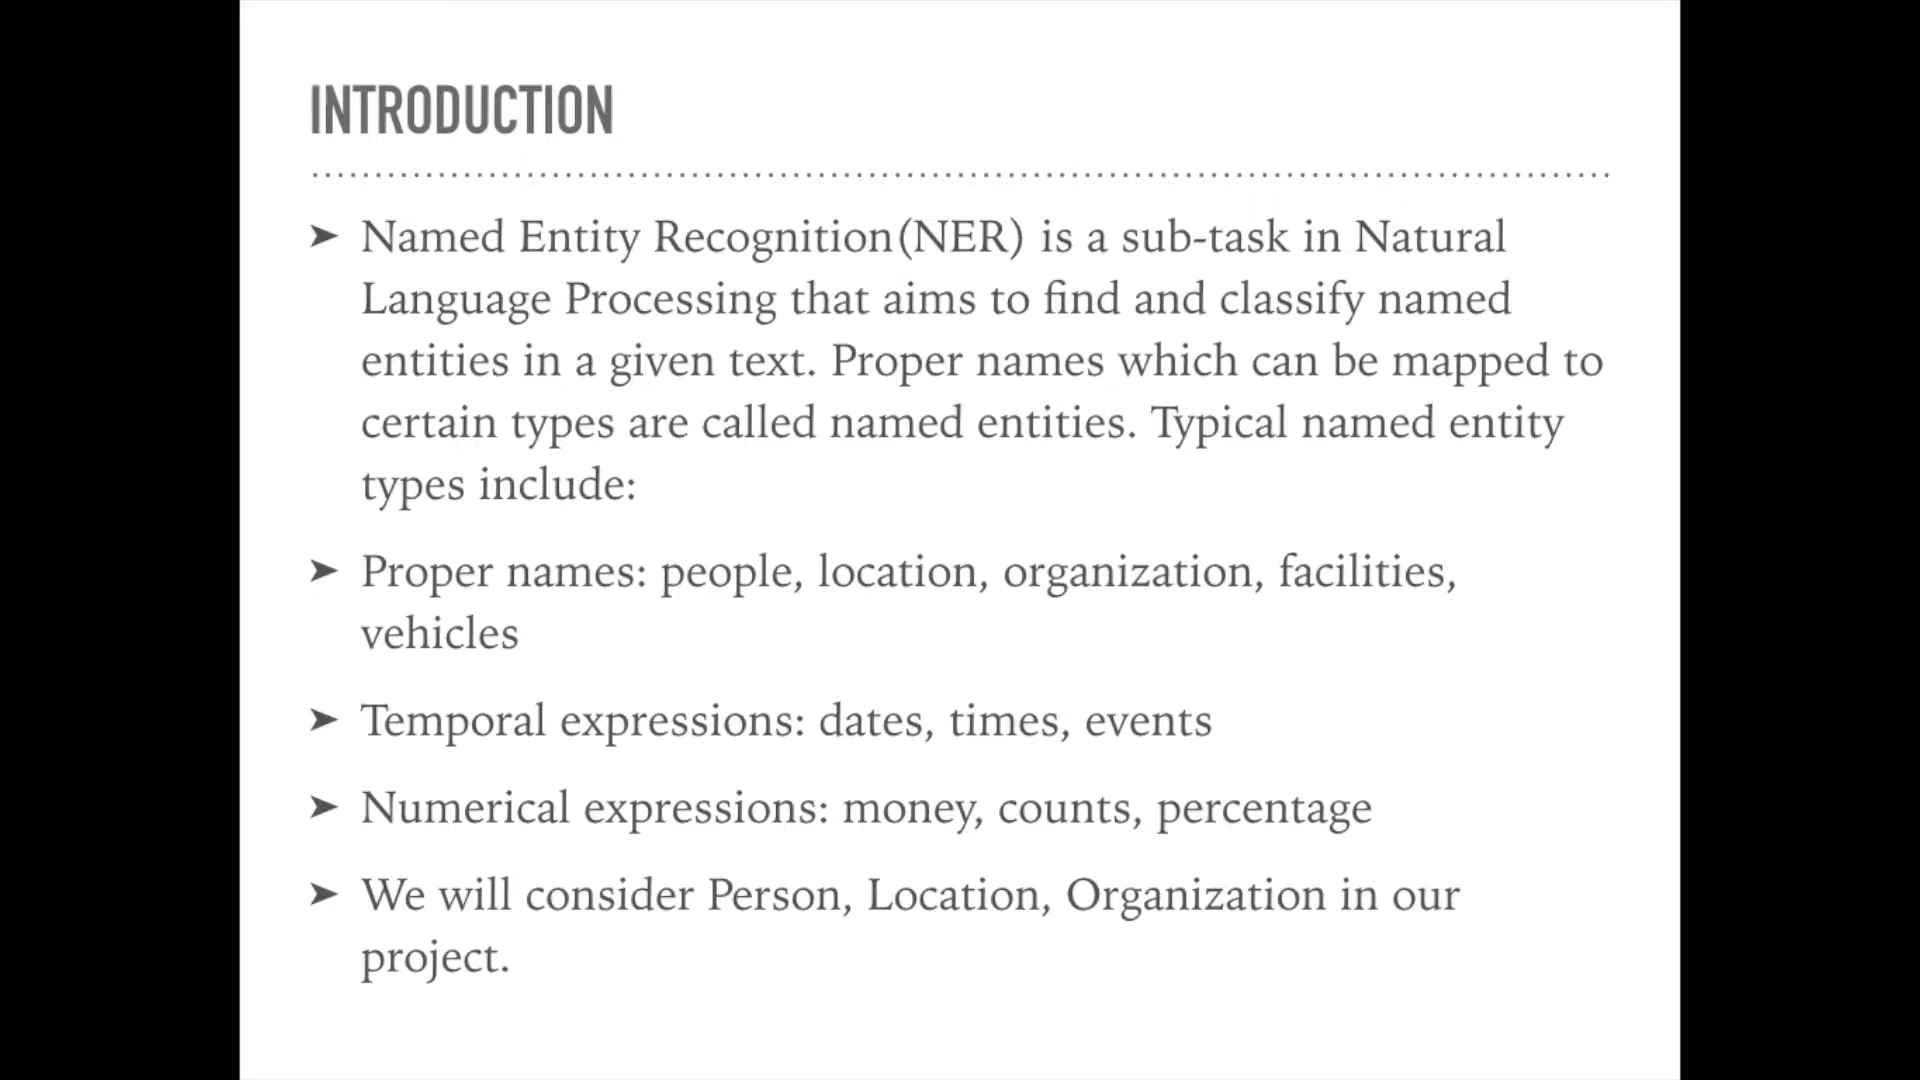 INTRODUCTION
➤ Named Entity Recognition(NER) is a sub-task in Natural
Language Processing that aims to find and classify named
entities in a given text. Proper names which can be mapped to
certain types are called named entities. Typical named entity
types include:
➤ Proper names: people, location, organization, facilities,
vehicles
➤ Temporal expressions: dates, times, events
➤ Numerical expressions: money, counts, percentage
➤ We will consider Person, Location, Organization in our
project.